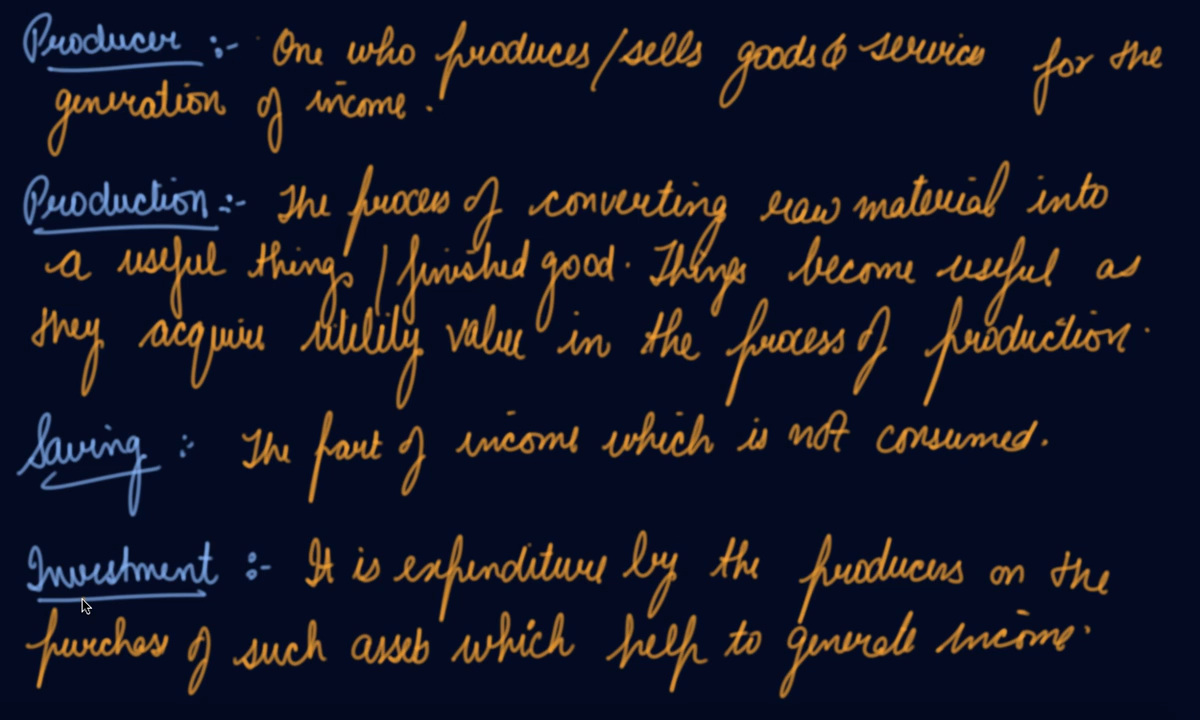 Producer :- One who produces/sells goods & services for the
generation of income.
Production :- The process of converting raw material into
a useful things / finished good. Things become useful as
they acquire utility value in the process of production.
Saving :- The part of income which is not consumed.
Investment :- It is expenditure by the producers on the
purchase of such assets which help to generate income.